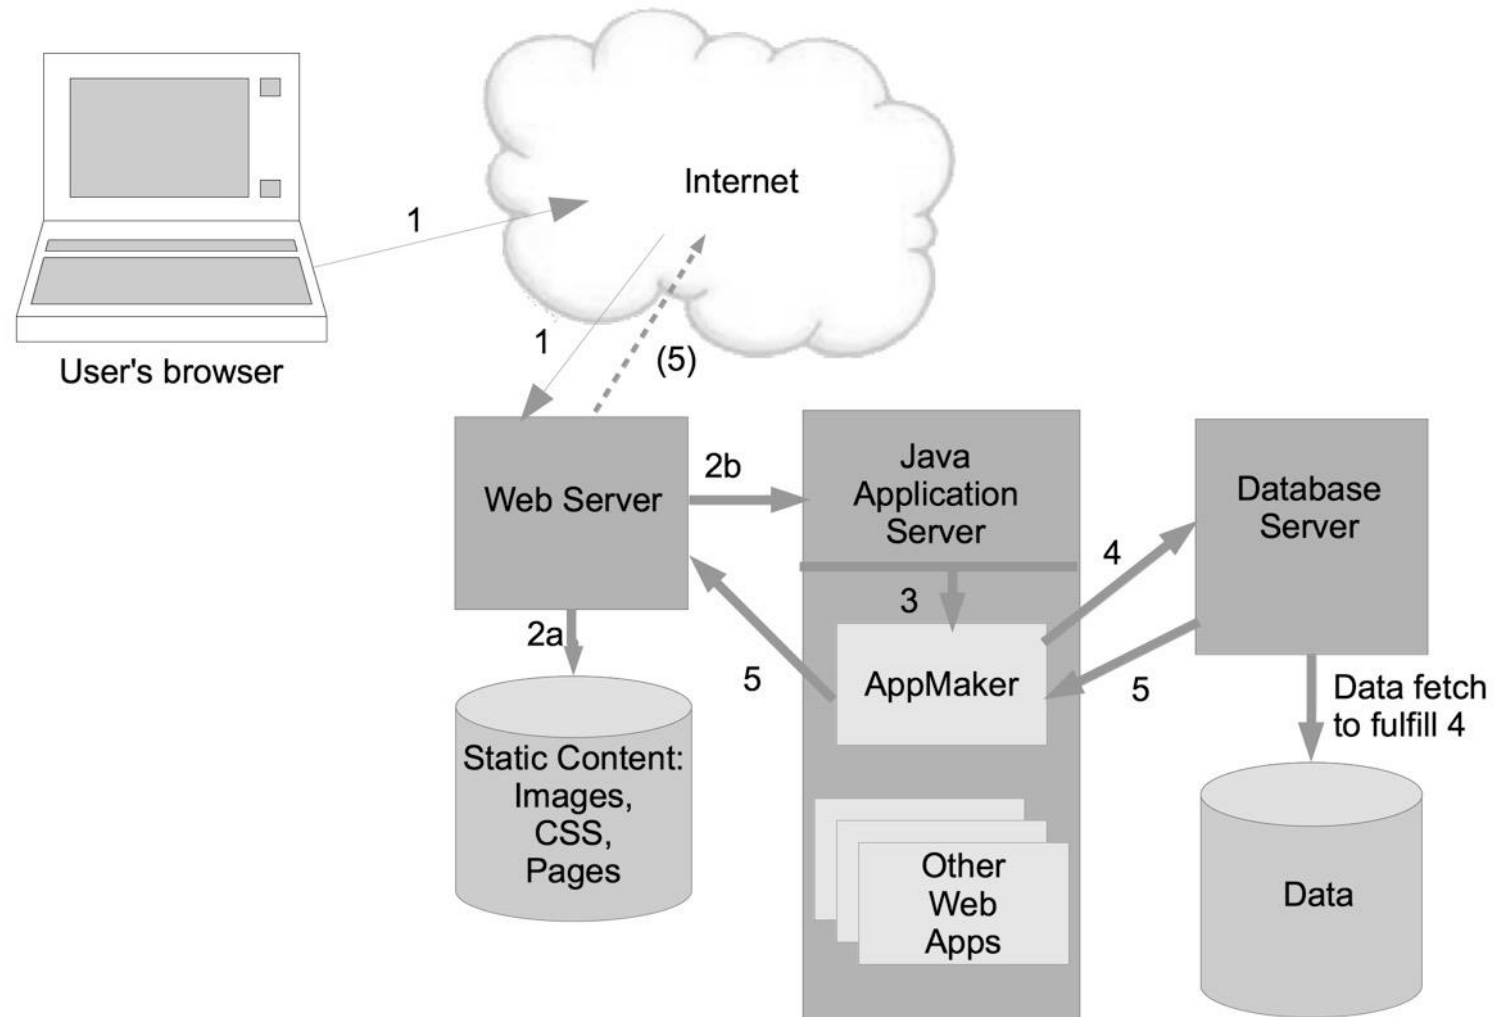 Internet
1
User's browser
1
(5)
Web Server
2b
Java
Application
Server
Database
Server
4
3
2a
AppMaker
5
5
Data fetch
to fulfill 4
Static Content:
Images,
CSS,
Pages
Other
Web
Apps
Data